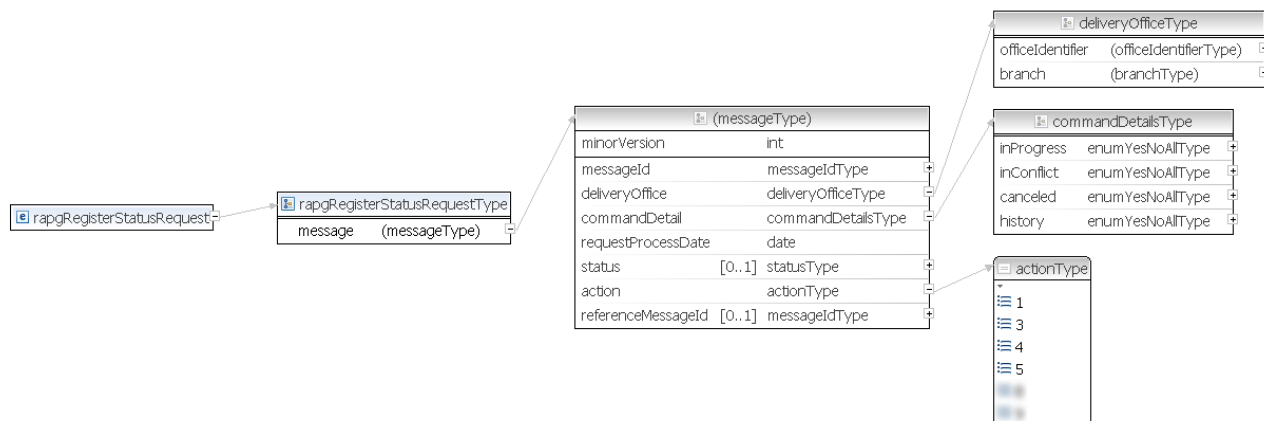 rapgRegisterStatusRequest
rapgRegisterStatusRequestType
message (messageType)
(messageType)
minorVersion int
messageId messageIdType
deliveryOffice deliveryOfficeType
commandDetail commandDetailsType
requestProcessDate date
status [0..1] statusType
action actionType
referenceMessageId [0..1] messageIdType
deliveryOfficeType
officeIdentifier (officeIdentifierType)
branch (branchType)
commandDetailsType
inProgress enumYesNoAllType
inConflict enumYesNoAllType
canceled enumYesNoAllType
history enumYesNoAllType
actionType
1
3
4
5